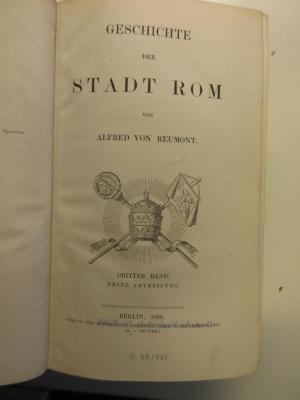 GESCHICHTE
DER
STADT ROM
VON
ALFRED VON REUMONT.
DRITTER BAND.
ERSTE ABTHEILUNG
BERLIN, 1868.